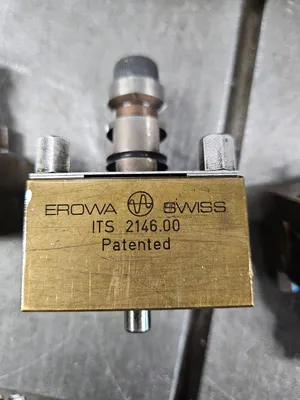 EROWA SWISS
ITS 2146.00
Patented